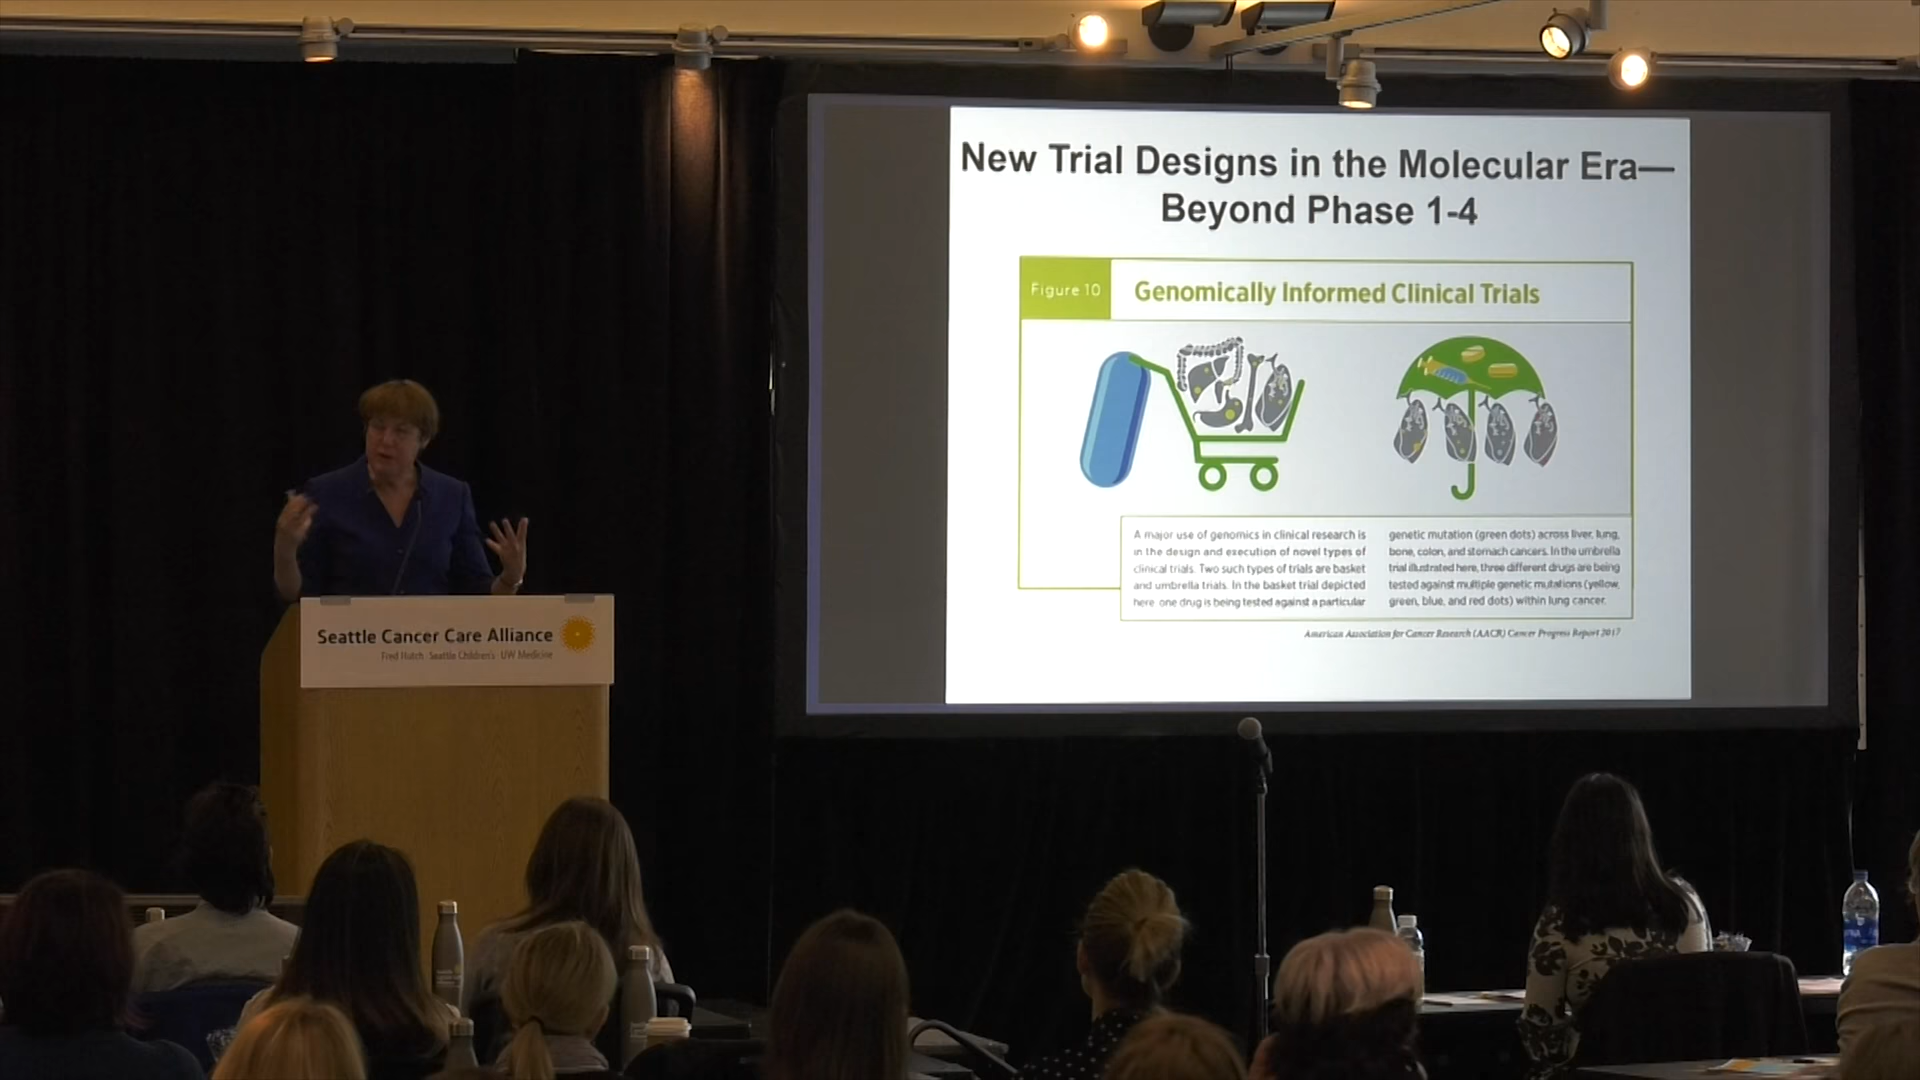 New Trial Designs in the Molecular Era—
Beyond Phase 1-4
Figure 10
Genomically Informed Clinical Trials
A major use of genomics in clinical research is
in the design and execution of novel types of
clinical trials. Two such types of trials are basket
and umbrella trials. In the basket trial depicted
here one drug is being tested against a particular
genetic mutation (green dots) across liver, lung,
bone, colon, and stomach cancers. In the umbrella
trial illustrated here, three different drugs are being
tested against multiple genetic mutations (yellow,
green, blue, and red dots) within lung cancer.
American Association for Cancer Research (AACR) Cancer Progress Report 2017
Seattle Cancer Care Alliance
Fred Hutch · Seattle Children's · UW Medicine